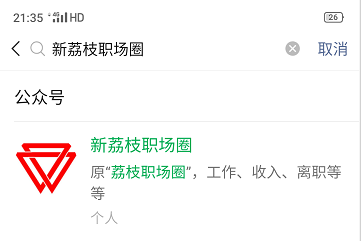 21:35 4G HD 26
新荔枝职场圈 取消
公众号
新荔枝职场圈
原“荔枝职场圈”，工作、收入、离职等
等
个人